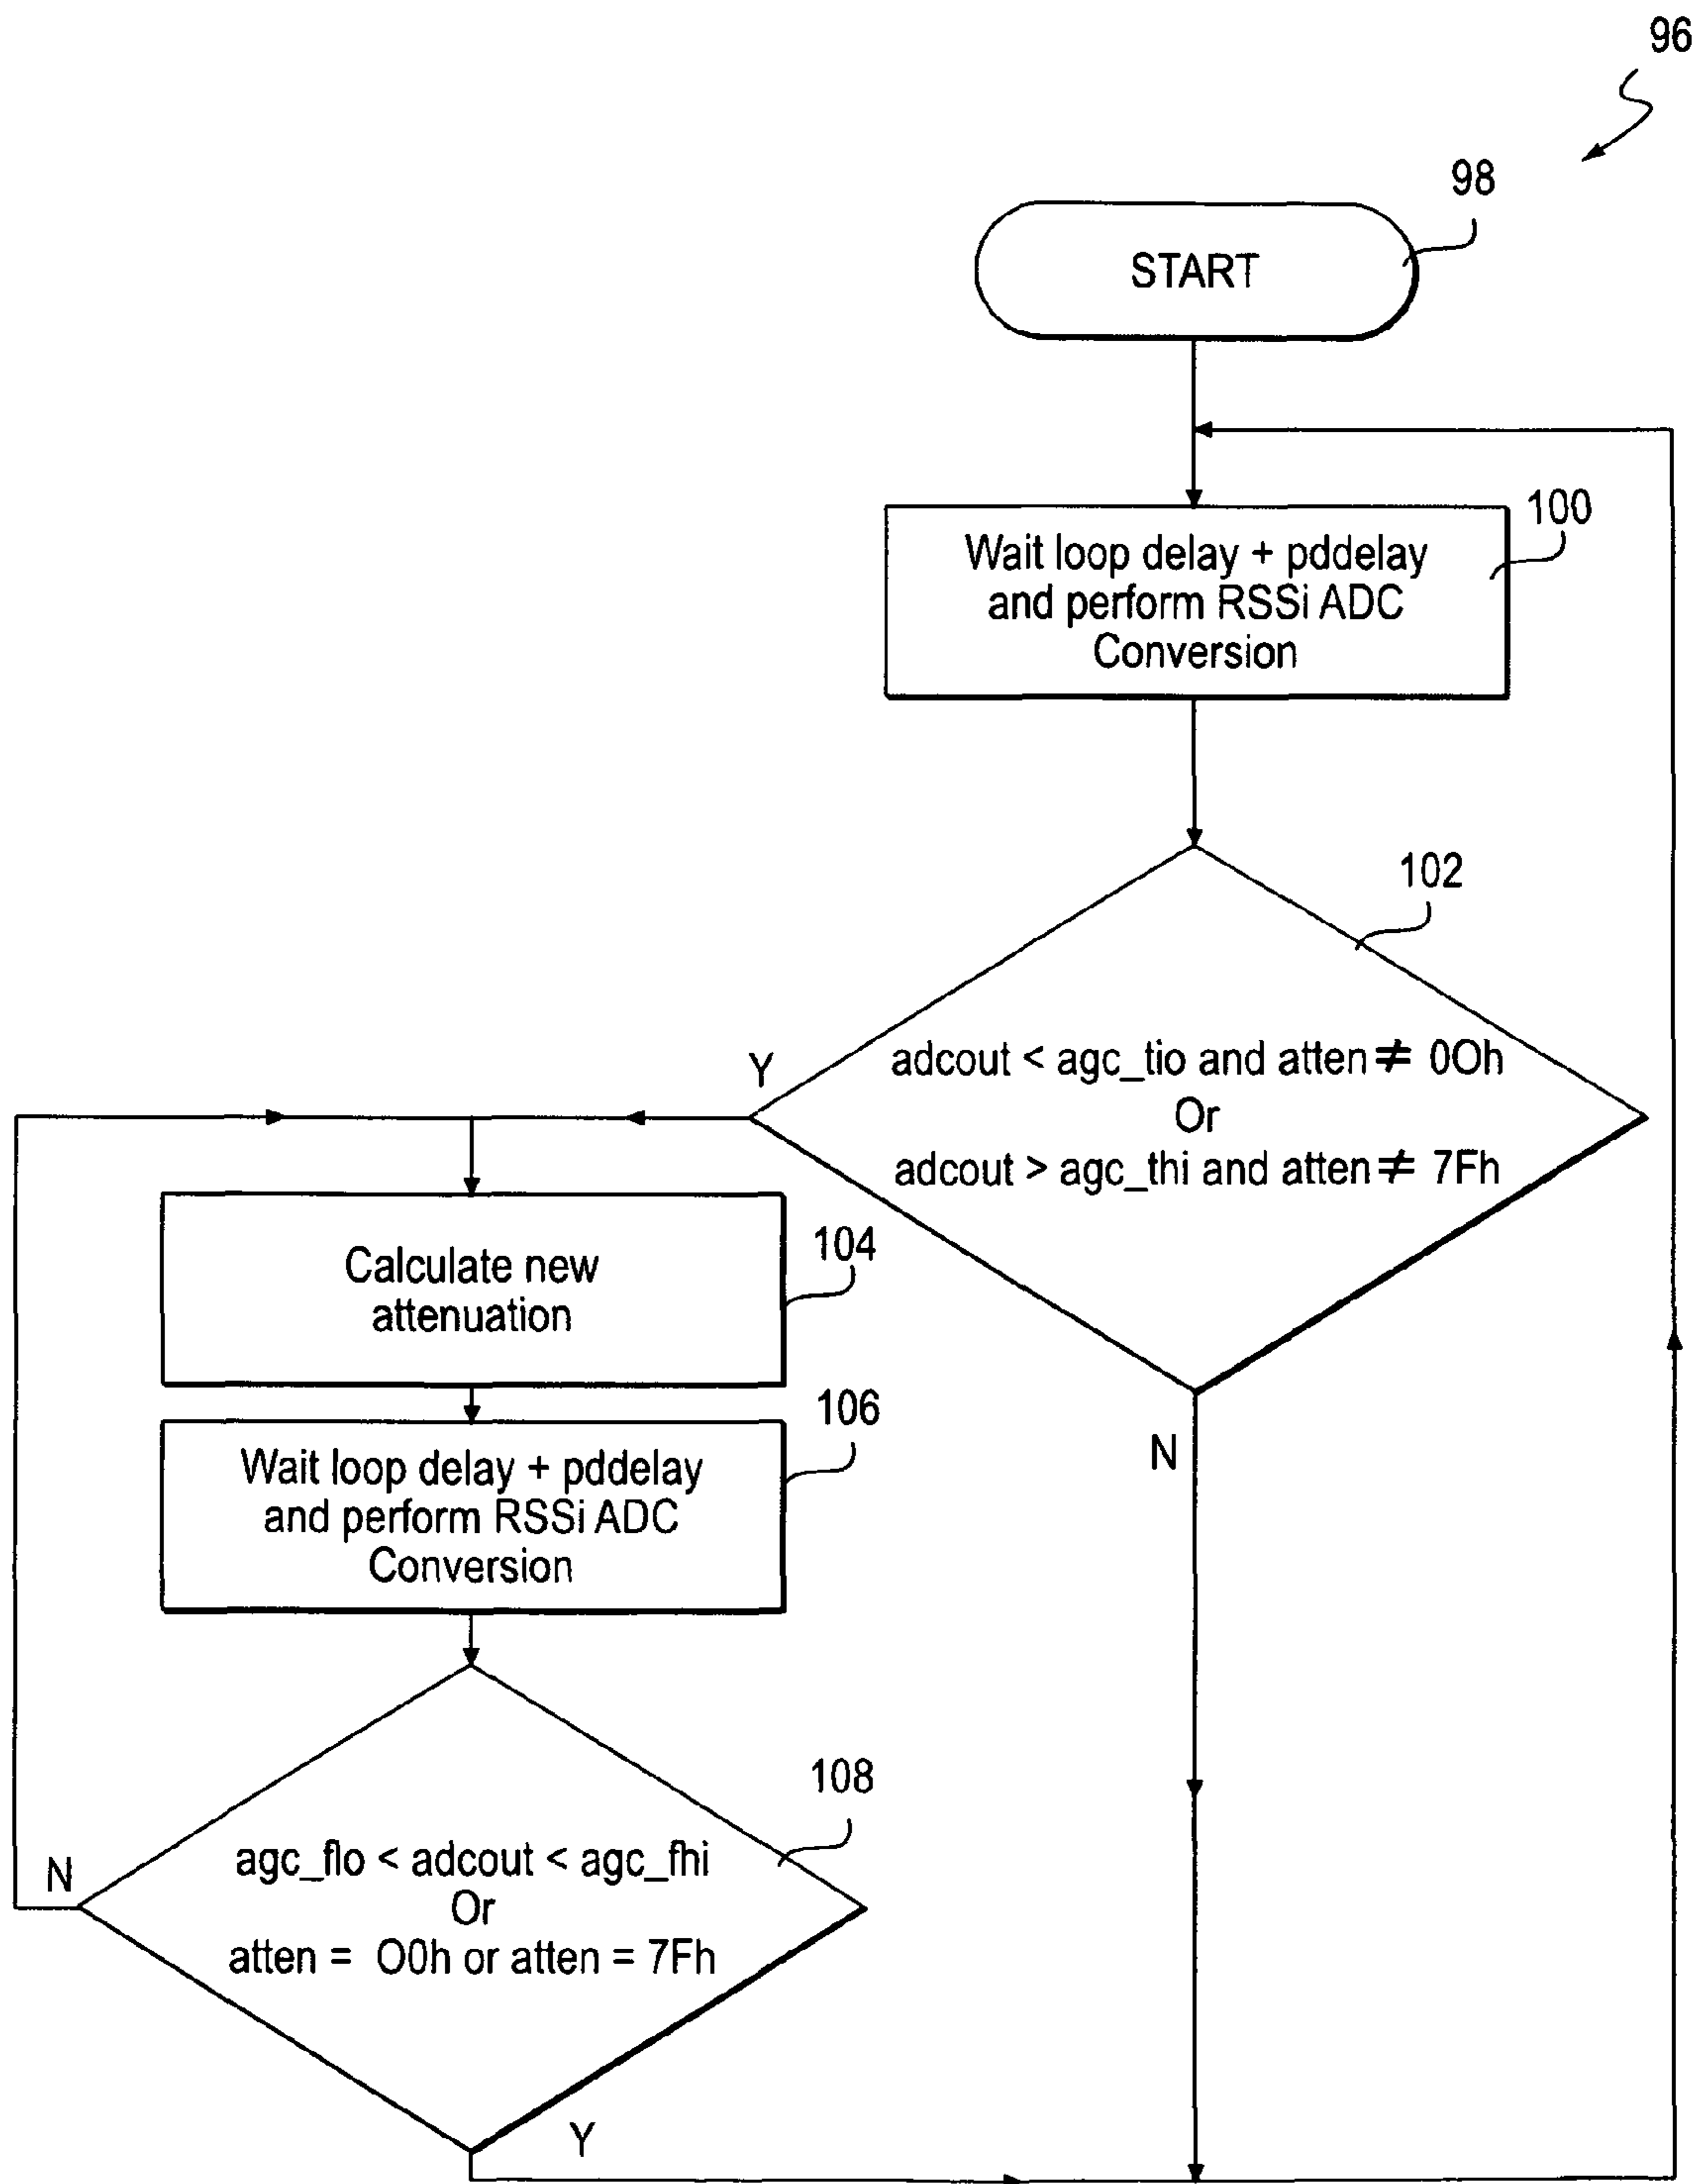 96
98
START
100
Wait loop delay + pddelay
and perform RSSi ADC
Conversion
102
adcout < agc_tio and atten ≠ 0Oh
Or
adcout > agc_thi and atten ≠ 7Fh
Y
N
Calculate new
attenuation
104
106
Wait loop delay + pddelay
and perform RSSi ADC
Conversion
108
agc_flo < adcout < agc_fhi
Or
atten = O0h or atten = 7Fh
N
Y